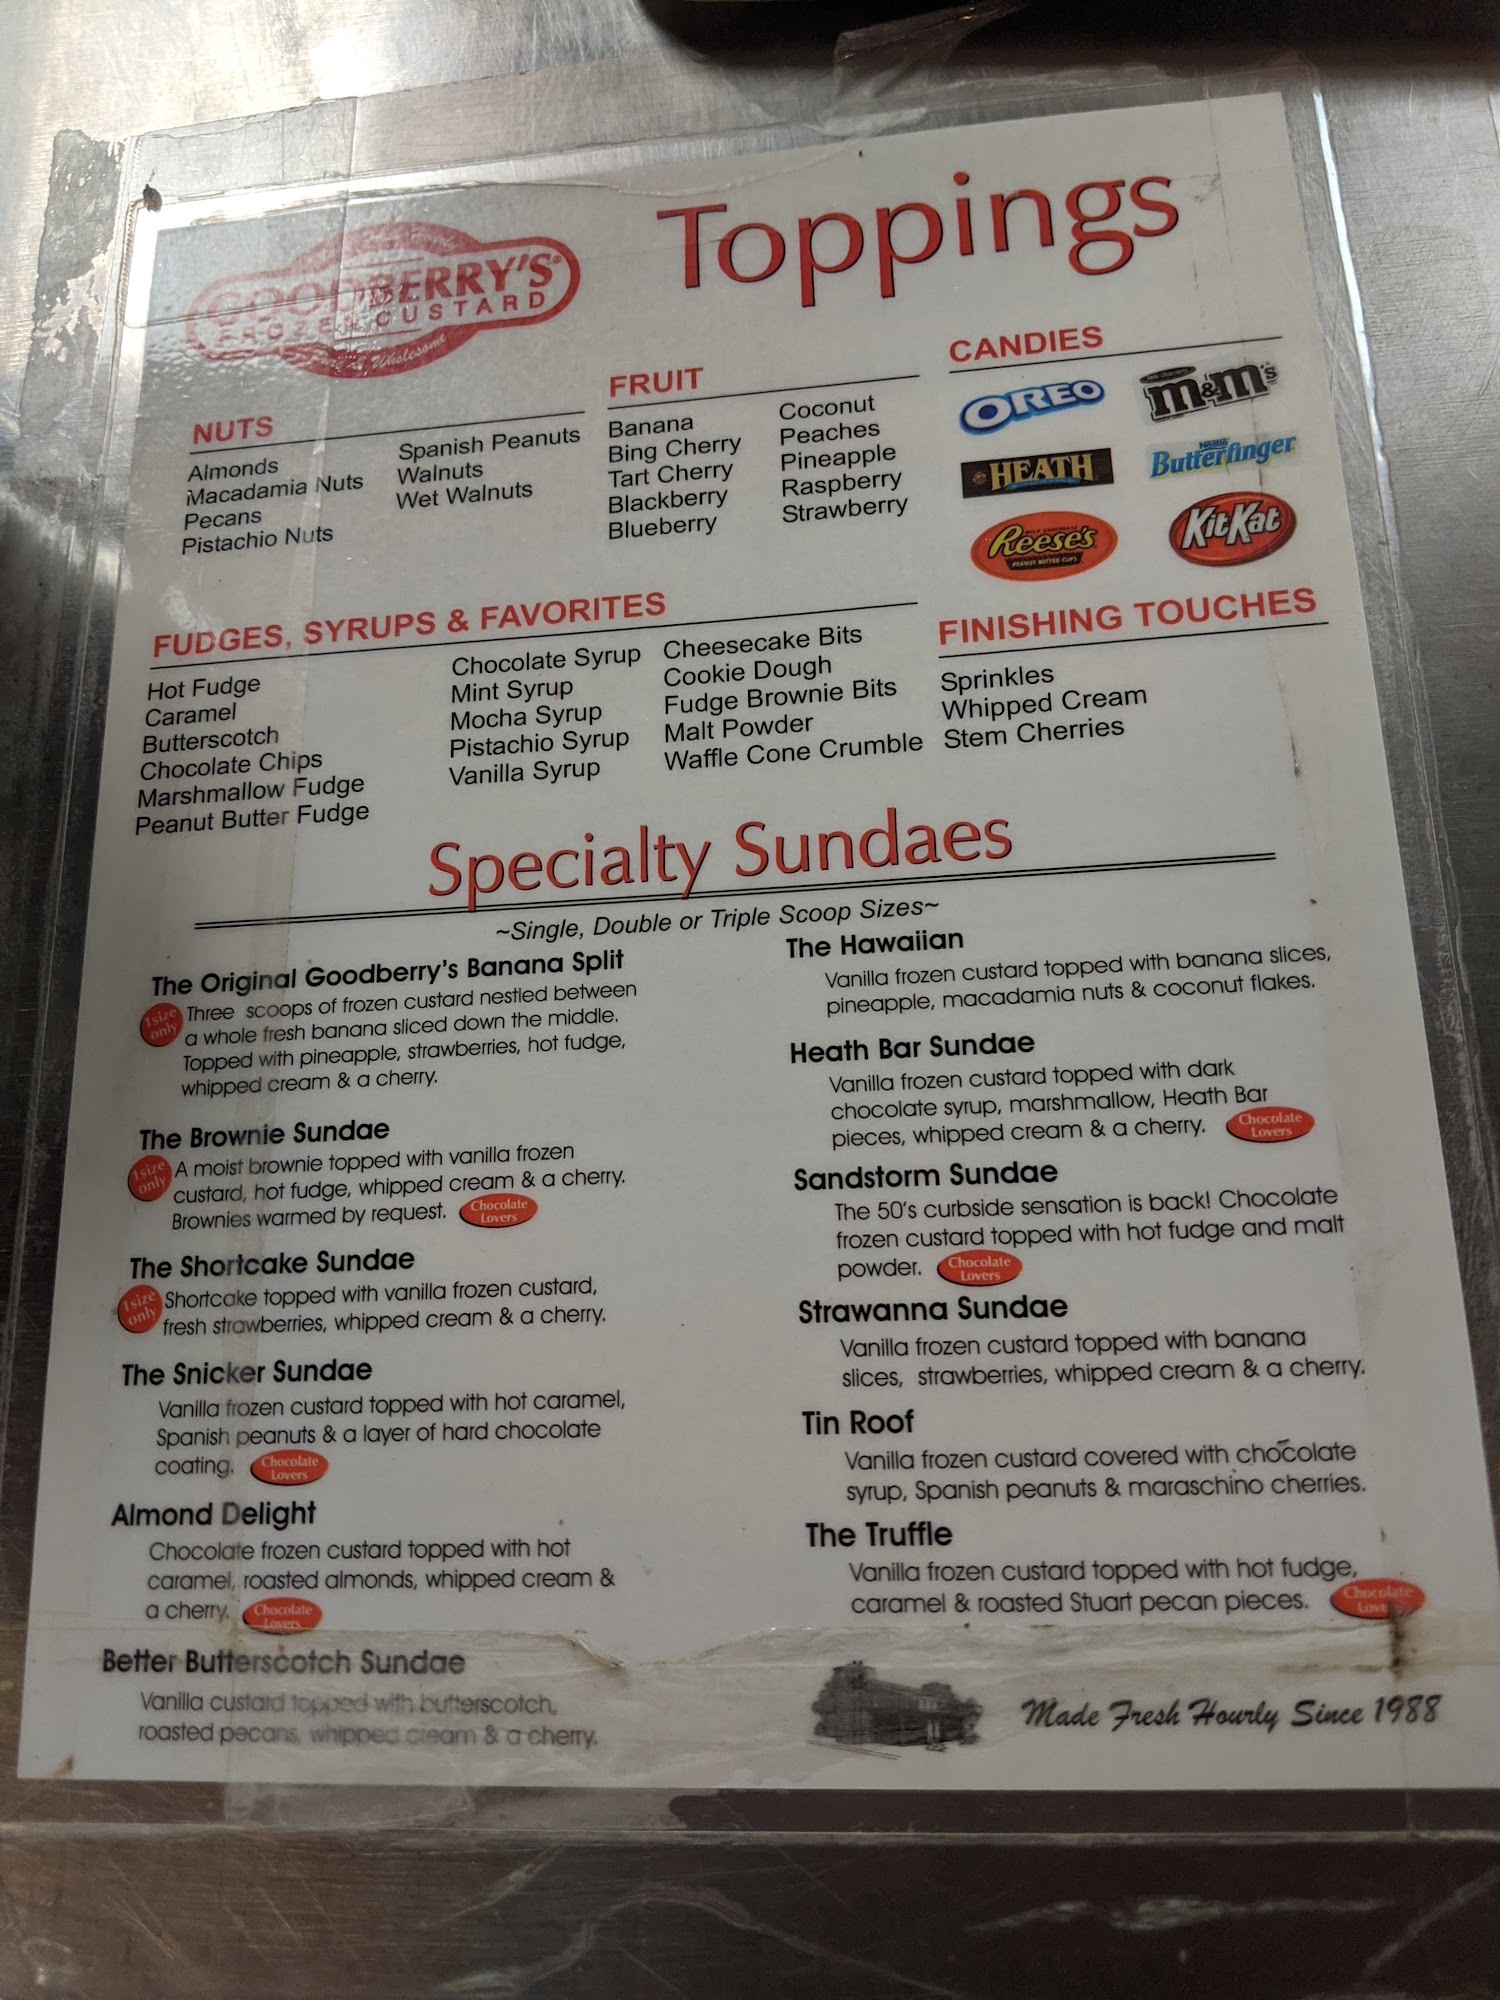 GOODBERRY'S®
FROZEN CUSTARD
Wholesome
Toppings
NUTS
Almonds
Macadamia Nuts
Pecans
Pistachio Nuts
Spanish Peanuts
Walnuts
Wet Walnuts
FRUIT
Banana
Bing Cherry
Tart Cherry
Blackberry
Blueberry
Coconut
Peaches
Pineapple
Raspberry
Strawberry
CANDIES
OREO
m&m's
HEATH
Nestle
Butterfinger
Reese's
PEANUT BUTTER CUPS
KitKat
FUDGES, SYRUPS & FAVORITES
Hot Fudge
Caramel
Butterscotch
Chocolate Chips
Marshmallow Fudge
Peanut Butter Fudge
Chocolate Syrup
Mint Syrup
Mocha Syrup
Pistachio Syrup
Vanilla Syrup
Cheesecake Bits
Cookie Dough
Fudge Brownie Bits
Malt Powder
Waffle Cone Crumble
FINISHING TOUCHES
Sprinkles
Whipped Cream
Stem Cherries
Specialty Sundaes
~Single, Double or Triple Scoop Sizes~
The Original Goodberry's Banana Split
1 size
only
Three scoops of frozen custard nestled between
a whole fresh banana sliced down the middle.
Topped with pineapple, strawberries, hot fudge,
whipped cream & a cherry.
The Brownie Sundae
1 size
only
A moist brownie topped with vanilla frozen
custard, hot fudge, whipped cream & a cherry.
Brownies warmed by request.
Chocolate
Lovers
The Shortcake Sundae
1 size
only
Shortcake topped with vanilla frozen custard,
fresh strawberries, whipped cream & a cherry.
The Snicker Sundae
Vanilla frozen custard topped with hot caramel,
Spanish peanuts & a layer of hard chocolate
coating.
Chocolate
Lovers
Almond Delight
Chocolate frozen custard topped with hot
caramel, roasted almonds, whipped cream &
a cherry.
Chocolate
Lovers
Better Butterscotch Sundae
Vanilla custard topped with butterscotch,
roasted pecans, whipped cream & a cherry.
The Hawaiian
Vanilla frozen custard topped with banana slices,
pineapple, macadamia nuts & coconut flakes.
Heath Bar Sundae
Vanilla frozen custard topped with dark
chocolate syrup, marshmallow, Heath Bar
pieces, whipped cream & a cherry.
Chocolate
Lovers
Sandstorm Sundae
The 50's curbside sensation is back! Chocolate
frozen custard topped with hot fudge and malt
powder.
Chocolate
Lovers
Strawanna Sundae
Vanilla frozen custard topped with banana
slices, strawberries, whipped cream & a cherry.
Tin Roof
Vanilla frozen custard covered with chocolate
syrup, Spanish peanuts & maraschino cherries.
The Truffle
Vanilla frozen custard topped with hot fudge,
caramel & roasted Stuart pecan pieces.
Chocolate
Love
Made Fresh Hourly Since 1988